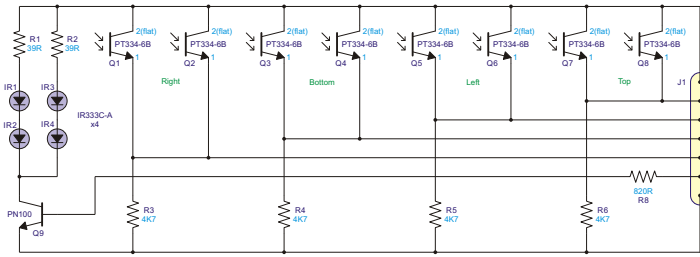 R1
39R
R2
39R
IR1
IR3
IR2
IR4
IR333C-A
x4
PN100
Q9
2(flat)
PT334-6B
1
Q1
2(flat)
PT334-6B
1
Q2
Right
2(flat)
PT334-6B
1
Q3
2(flat)
PT334-6B
1
Q4
Bottom
2(flat)
PT334-6B
1
Q5
2(flat)
PT334-6B
1
Q6
Left
2(flat)
PT334-6B
1
Q7
2(flat)
PT334-6B
1
Q8
Top
J1
820R
R8
R3
4K7
R4
4K7
R5
4K7
R6
4K7